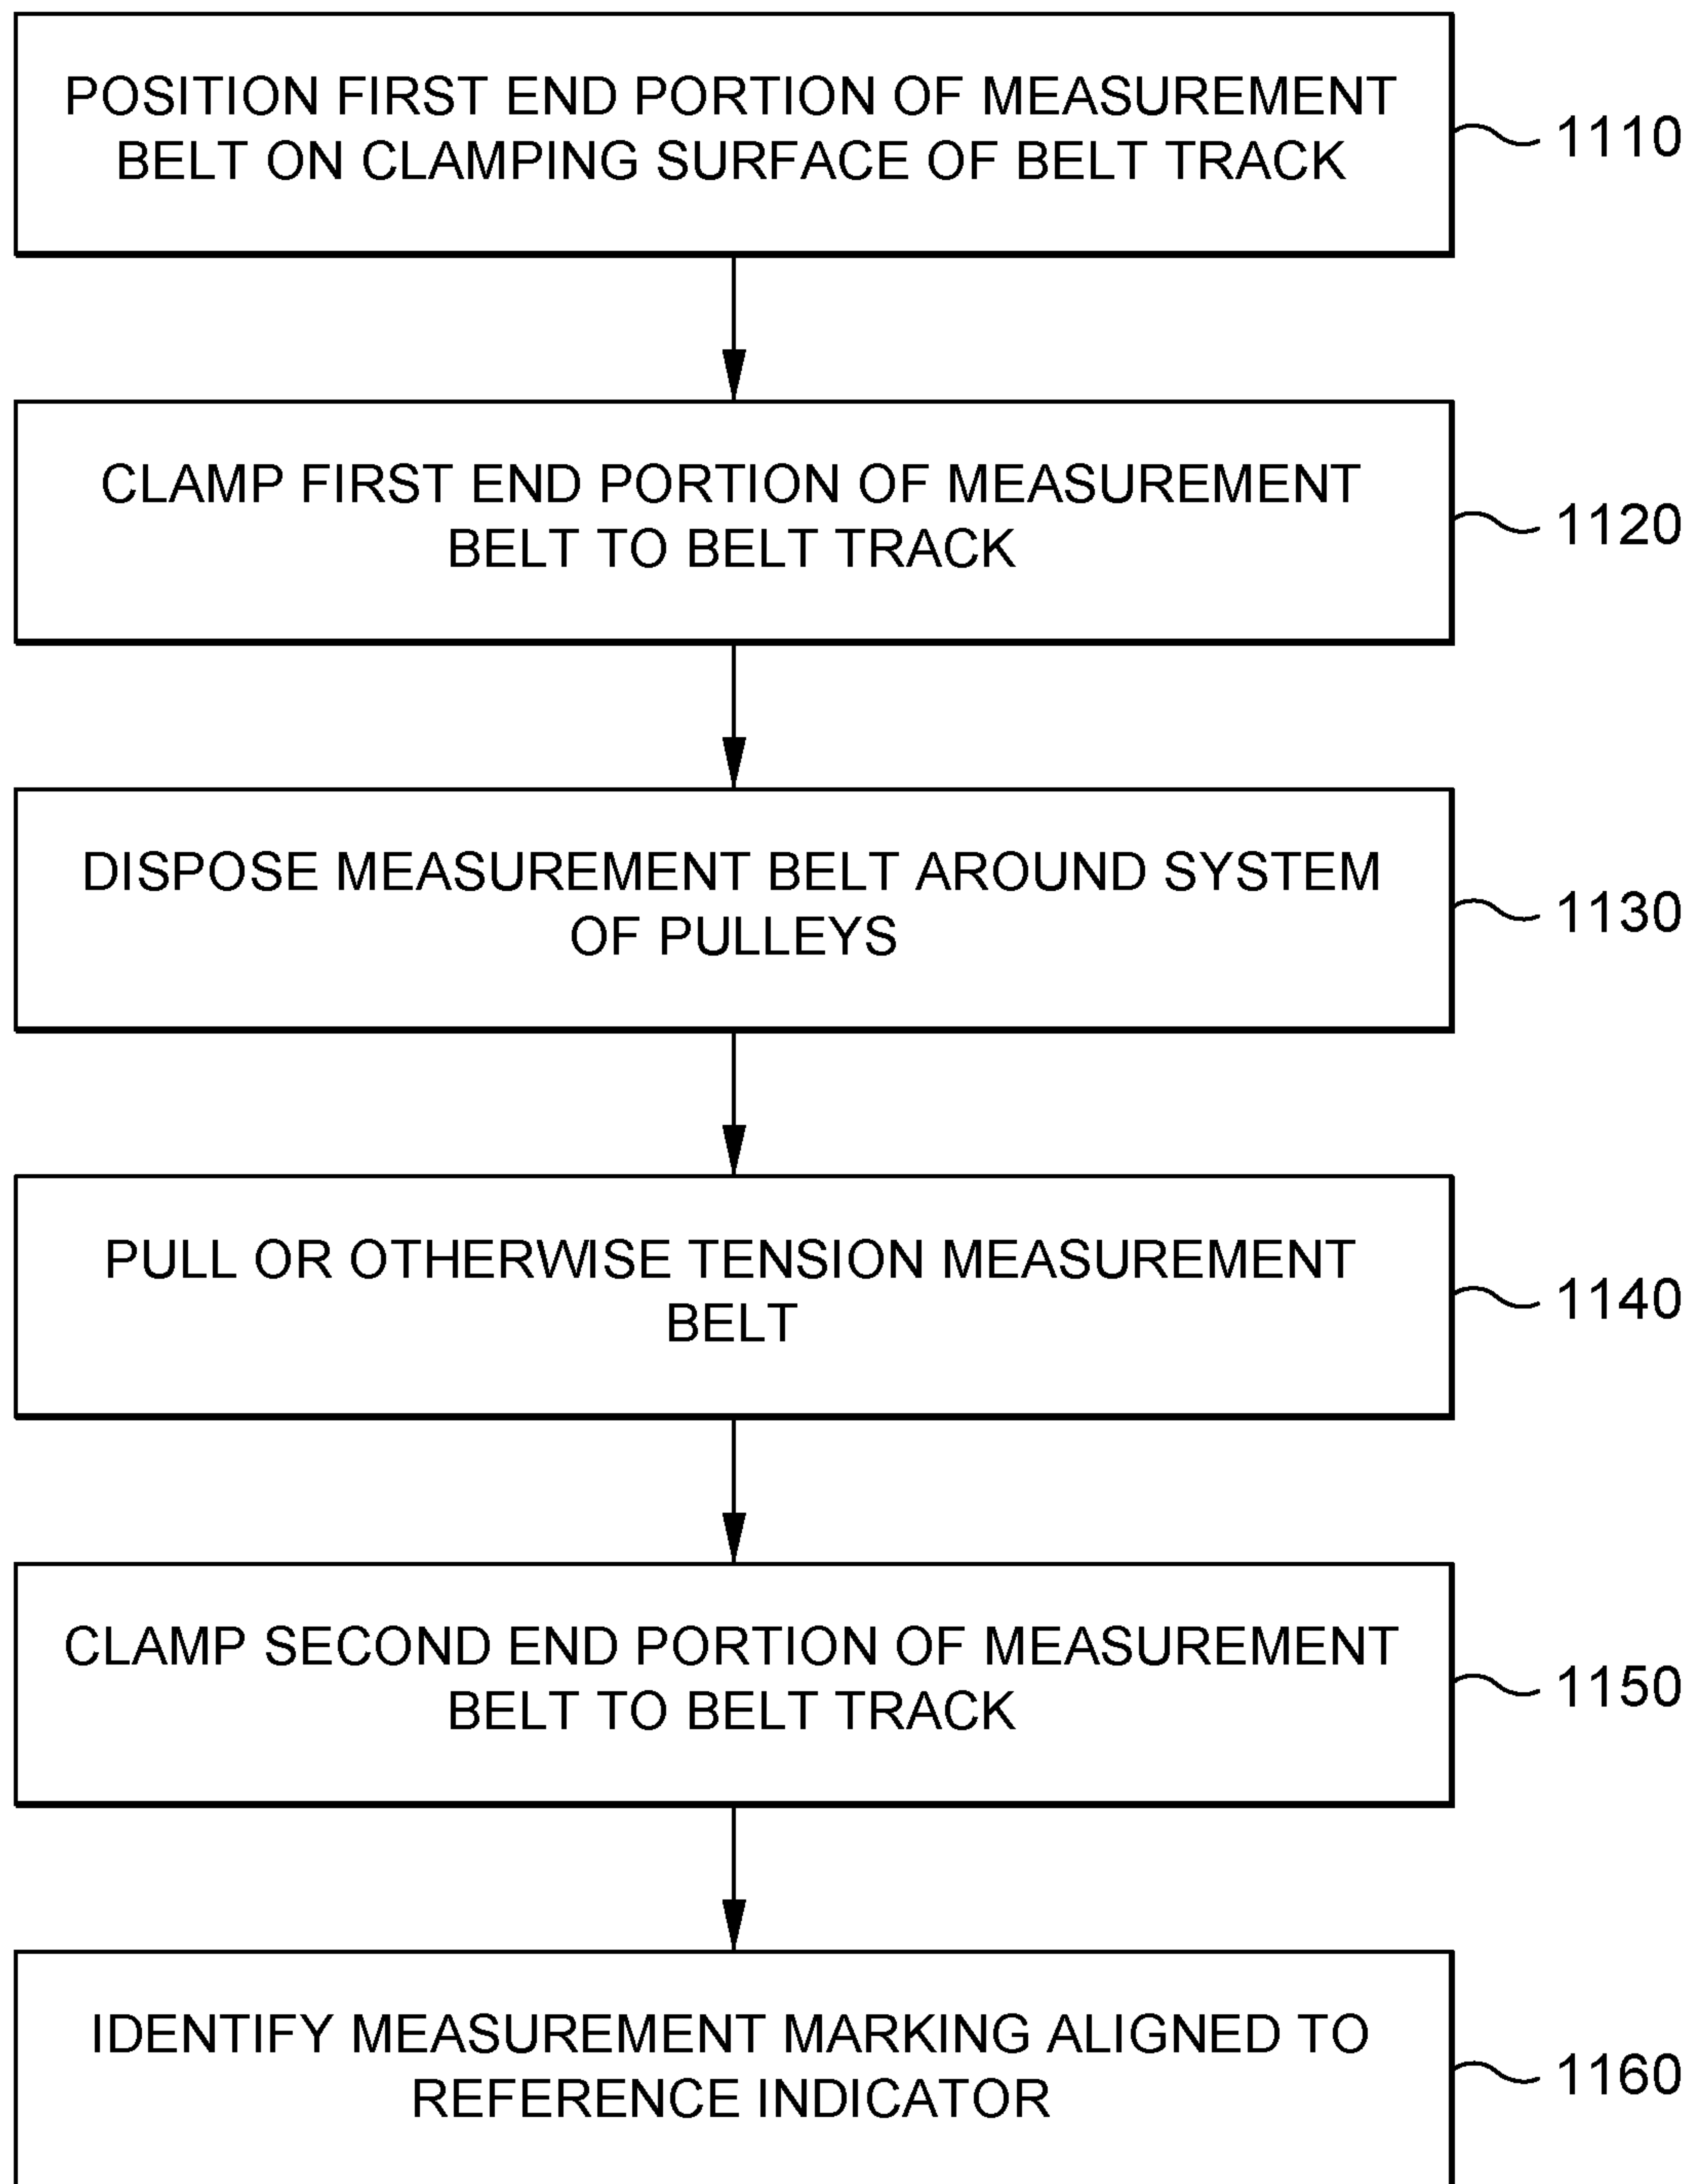 POSITION FIRST END PORTION OF MEASUREMENT
BELT ON CLAMPING SURFACE OF BELT TRACK
1110
CLAMP FIRST END PORTION OF MEASUREMENT
BELT TO BELT TRACK
1120
DISPOSE MEASUREMENT BELT AROUND SYSTEM
OF PULLEYS
1130
PULL OR OTHERWISE TENSION MEASUREMENT
BELT
1140
CLAMP SECOND END PORTION OF MEASUREMENT
BELT TO BELT TRACK
1150
IDENTIFY MEASUREMENT MARKING ALIGNED TO
REFERENCE INDICATOR
1160